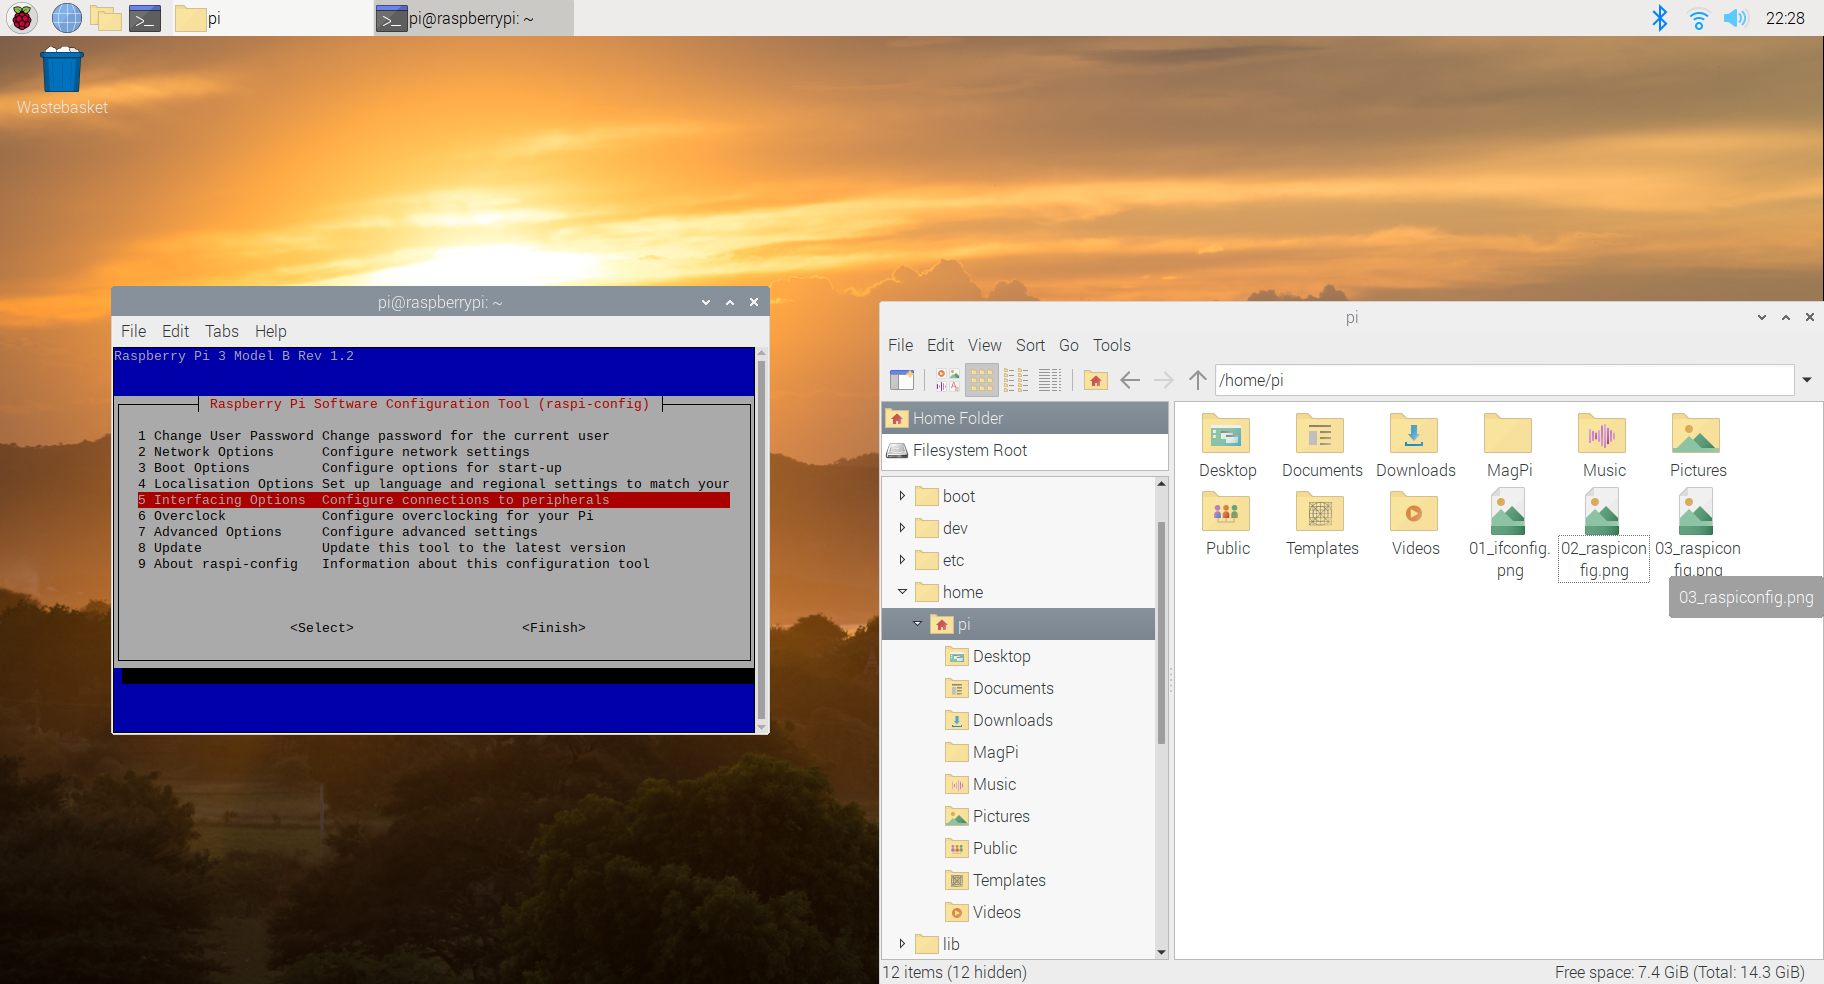 pi
pi@raspberrypi: ~
22:28
Wastebasket
pi@raspberrypi: ~
File Edit Tabs Help
Raspberry Pi 3 Model B Rev 1.2
Raspberry Pi Software Configuration Tool (raspi-config)
1 Change User Password Change password for the current user
2 Network Options Configure network settings
3 Boot Options Configure options for start-up
4 Localisation Options Set up language and regional settings to match your
5 Interfacing Options Configure connections to peripherals
6 Overclock Configure overclocking for your Pi
7 Advanced Options Configure advanced settings
8 Update Update this tool to the latest version
9 About raspi-config Information about this configuration tool
<Select> <Finish>
pi
File Edit View Sort Go Tools
/home/pi
Home Folder
Filesystem Root
boot
dev
etc
home
pi
Desktop
Documents
Downloads
MagPi
Music
Pictures
Public
Templates
Videos
lib
Desktop Documents Downloads MagPi Music Pictures
Public Templates Videos 01_ifconfig. 02_raspicon 03_raspicon
png fig.png fig.png
03_raspiconfig.png
12 items (12 hidden)
Free space: 7.4 GiB (Total: 14.3 GiB)